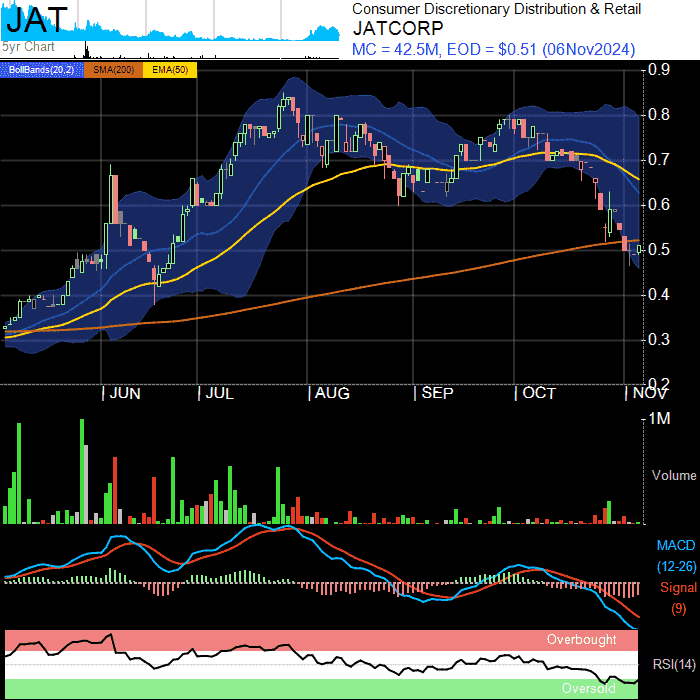 JAT
5yr Chart
Consumer Discretionary Distribution & Retail
JATCORP
MC = 42.5M, EOD = $0.51 (06Nov2024)
BollBands(20,2) SMA(200) EMA(50)
0.9
0.8
0.7
0.6
0.5
0.4
0.3
0.2
JUN JUL AUG SEP OCT NOV
1M
Volume
MACD
(12-26)
Signal
(9)
Overbought
RSI(14)
Oversold